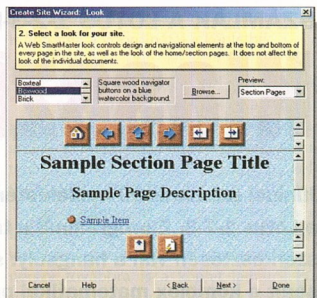 Create Site Wizard: Look
2. Select a look for your site.
A Web SmartMaster look controls design and navigational elements at the top and bottom of
every page in the site, as well as the look of the home/section pages. It does not affect the
look of the individual documents.
Preview:
Boxteal
Boxwood
Brick
Square wood navigator
buttons on a blue
watercolor background.
Browse...
Section Pages
Sample Section Page Title
Sample Page Description
Sample Item
Cancel
Help
< Back
Next >
Done